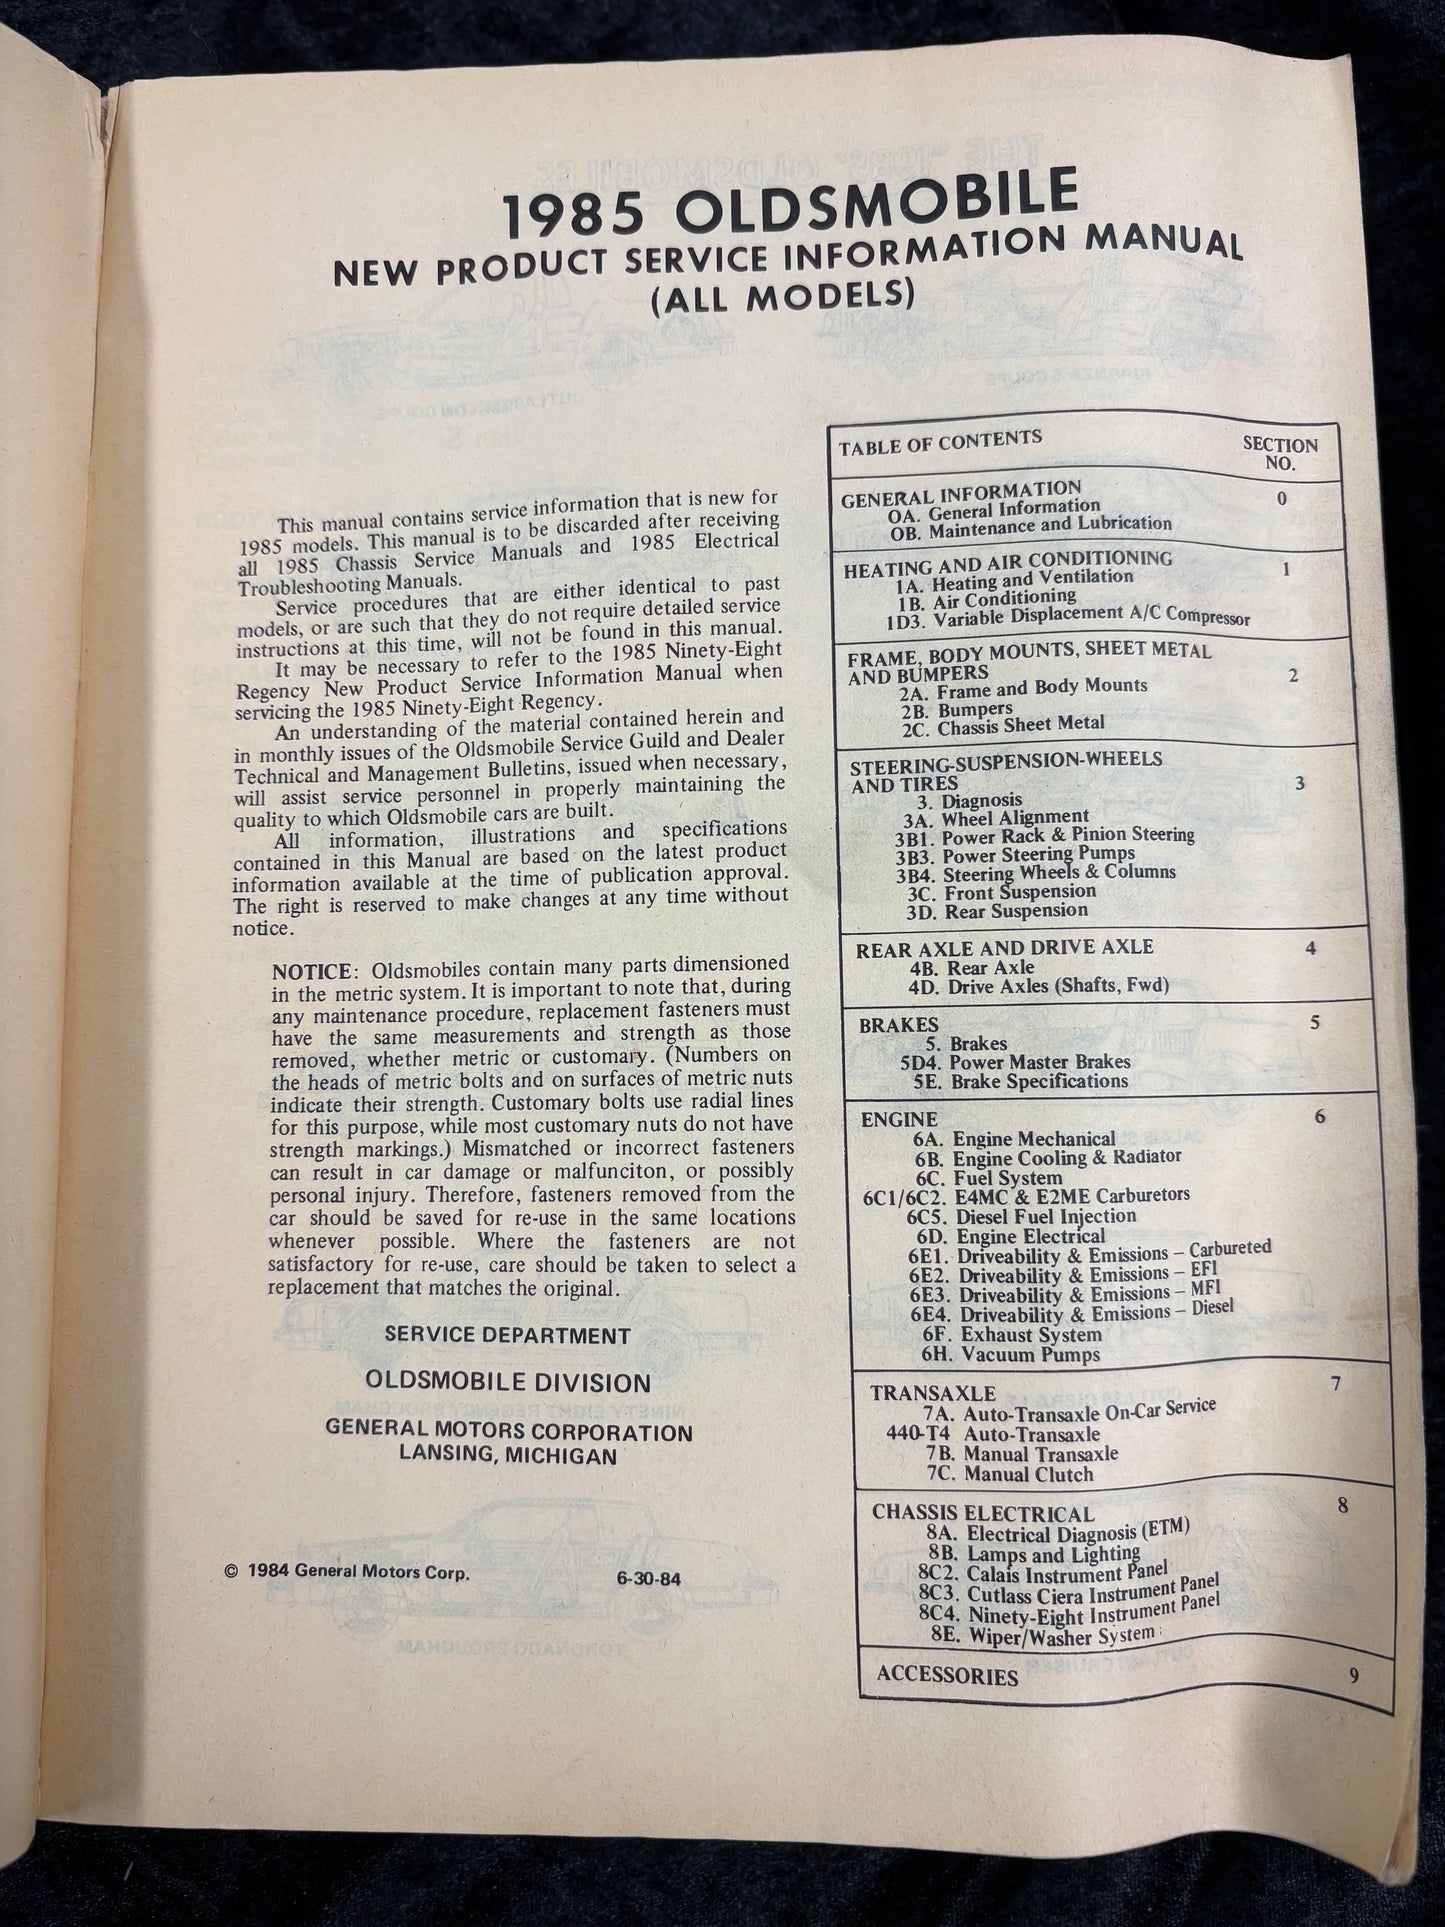 1985 OLDSMOBILE
NEW PRODUCT SERVICE INFORMATION MANUAL
(ALL MODELS)
This manual contains service information that is new for
1985 models. This manual is to be discarded after receiving
all 1985 Chassis Service Manuals and 1985 Electrical
Troubleshooting Manuals.
Service procedures that are either identical to past
models, or are such that they do not require detailed service
instructions at this time, will not be found in this manual.
It may be necessary to refer to the 1985 Ninety-Eight
Regency New Product Service Information Manual when
servicing the 1985 Ninety-Eight Regency.
An understanding of the material contained herein and
in monthly issues of the Oldsmobile Service Guild and Dealer
Technical and Management Bulletins, issued when necessary,
will assist service personnel in properly maintaining the
quality to which Oldsmobile cars are built.
All information, illustrations and specifications
contained in this Manual are based on the latest product
information available at the time of publication approval.
The right is reserved to make changes at any time without
notice.
NOTICE: Oldsmobiles contain many parts dimensioned
in the metric system. It is important to note that, during
any maintenance procedure, replacement fasteners must
have the same measurements and strength as those
removed, whether metric or customary. (Numbers on
the heads of metric bolts and on surfaces of metric nuts
indicate their strength. Customary bolts use radial lines
for this purpose, while most customary nuts do not have
strength markings.) Mismatched or incorrect fasteners
can result in car damage or malfunciton, or possibly
personal injury. Therefore, fasteners removed from the
car should be saved for re-use in the same locations
whenever possible. Where the fasteners are not
satisfactory for re-use, care should be taken to select a
replacement that matches the original.
SERVICE DEPARTMENT
OLDSMOBILE DIVISION
GENERAL MOTORS CORPORATION
LANSING, MICHIGAN
© 1984 General Motors Corp. 6-30-84
TABLE OF CONTENTS SECTION
NO.
GENERAL INFORMATION 0
OA. General Information
OB. Maintenance and Lubrication
HEATING AND AIR CONDITIONING 1
1A. Heating and Ventilation
1B. Air Conditioning
1D3. Variable Displacement A/C Compressor
FRAME, BODY MOUNTS, SHEET METAL
AND BUMPERS 2
2A. Frame and Body Mounts
2B. Bumpers
2C. Chassis Sheet Metal
STEERING-SUSPENSION-WHEELS
AND TIRES 3
3. Diagnosis
3A. Wheel Alignment
3B1. Power Rack & Pinion Steering
3B3. Power Steering Pumps
3B4. Steering Wheels & Columns
3C. Front Suspension
3D. Rear Suspension
REAR AXLE AND DRIVE AXLE 4
4B. Rear Axle
4D. Drive Axles (Shafts, Fwd)
BRAKES 5
5. Brakes
5D4. Power Master Brakes
5E. Brake Specifications
ENGINE 6
6A. Engine Mechanical
6B. Engine Cooling & Radiator
6C. Fuel System
6C1/6C2. E4MC & E2ME Carburetors
6C5. Diesel Fuel Injection
6D. Engine Electrical
6E1. Driveability & Emissions – Carbureted
6E2. Driveability & Emissions – EFI
6E3. Driveability & Emissions – MFI
6E4. Driveability & Emissions – Diesel
6F. Exhaust System
6H. Vacuum Pumps
TRANSAXLE 7
7A. Auto-Transaxle On-Car Service
440-T4 Auto-Transaxle
7B. Manual Transaxle
7C. Manual Clutch
CHASSIS ELECTRICAL 8
8A. Electrical Diagnosis (ETM)
8B. Lamps and Lighting
8C2. Calais Instrument Panel
8C3. Cutlass Ciera Instrument Panel
8C4. Ninety-Eight Instrument Panel
8E. Wiper/Washer System
ACCESSORIES 9